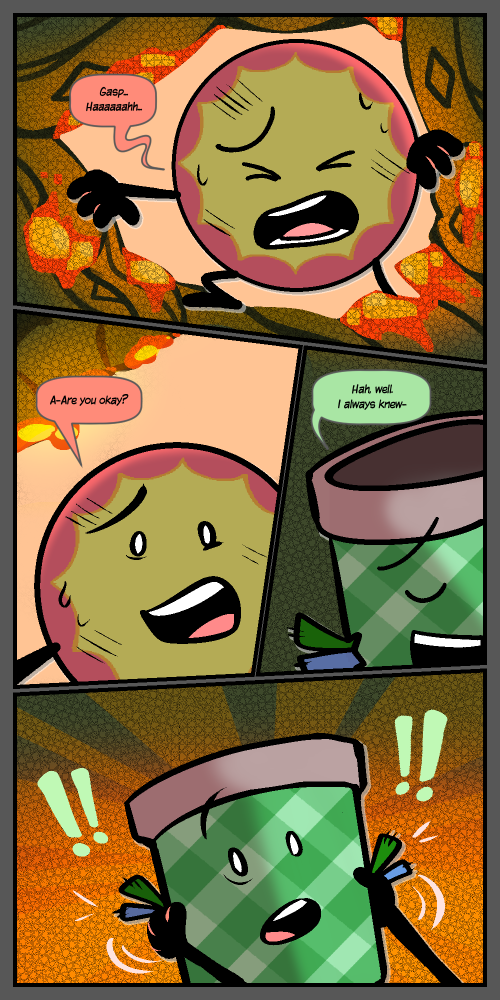 Gasp...
Haaaaaahh...
A-Are you okay?
Hah, well.
I always knew-
!!
!!